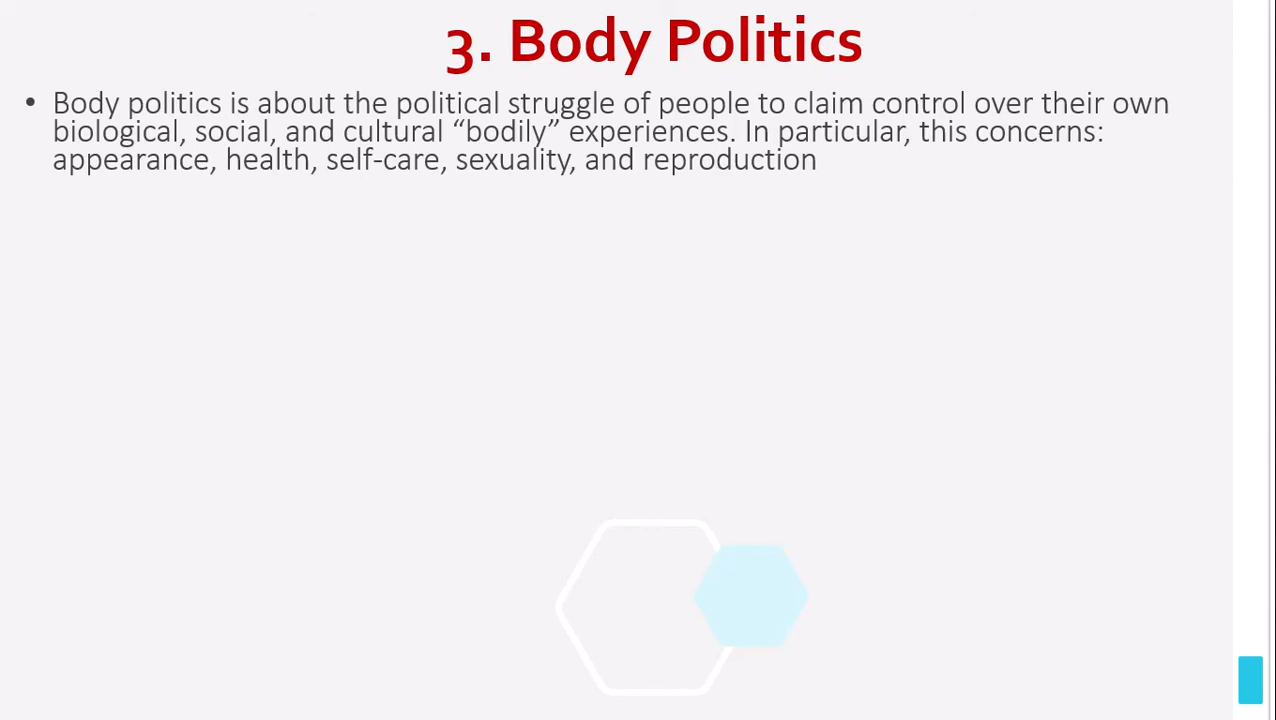 3. Body Politics
• Body politics is about the political struggle of people to claim control over their own
biological, social, and cultural “bodily” experiences. In particular, this concerns:
appearance, health, self-care, sexuality, and reproduction